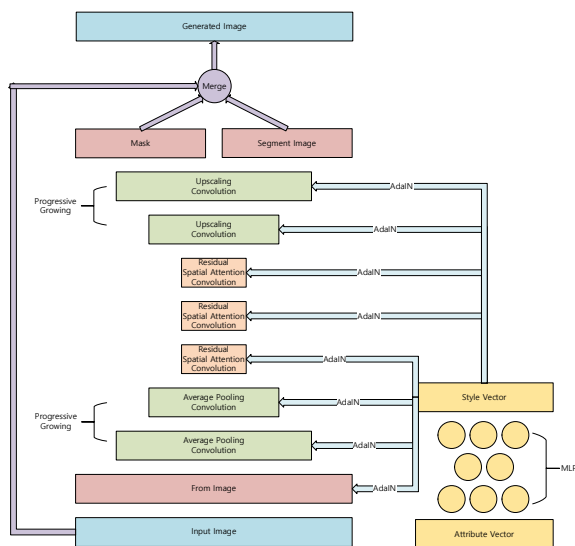 Generated Image
Merge
Mask
Segment Image
Upscaling
Convolution
AdaIN
Progressive
Growing
Upscaling
Convolution
AdaIN
Residual
Spatial Attention
Convolution
AdaIN
Residual
Spatial Attention
Convolution
AdaIN
Residual
Spatial Attention
Convolution
AdaIN
Average Pooling
Convolution
AdaIN
Style Vector
Progressive
Growing
Average Pooling
Convolution
AdaIN
MLP
From Image
AdaIN
Input Image
Attribute Vector